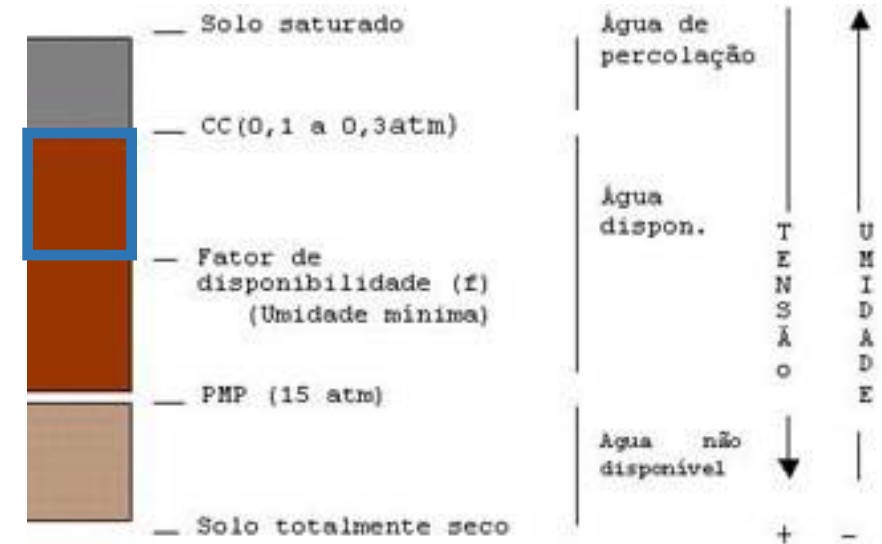 Solo saturado
CC(0,1 a 0,3atm)
Fator de
disponibilidade (f)
(Umidade mínima)
PMP (15 atm)
Solo totalmente seco
Água de
percolação
Água
dispon.
Agua não
disponível
TENSÃO
UMIDADE
+
-